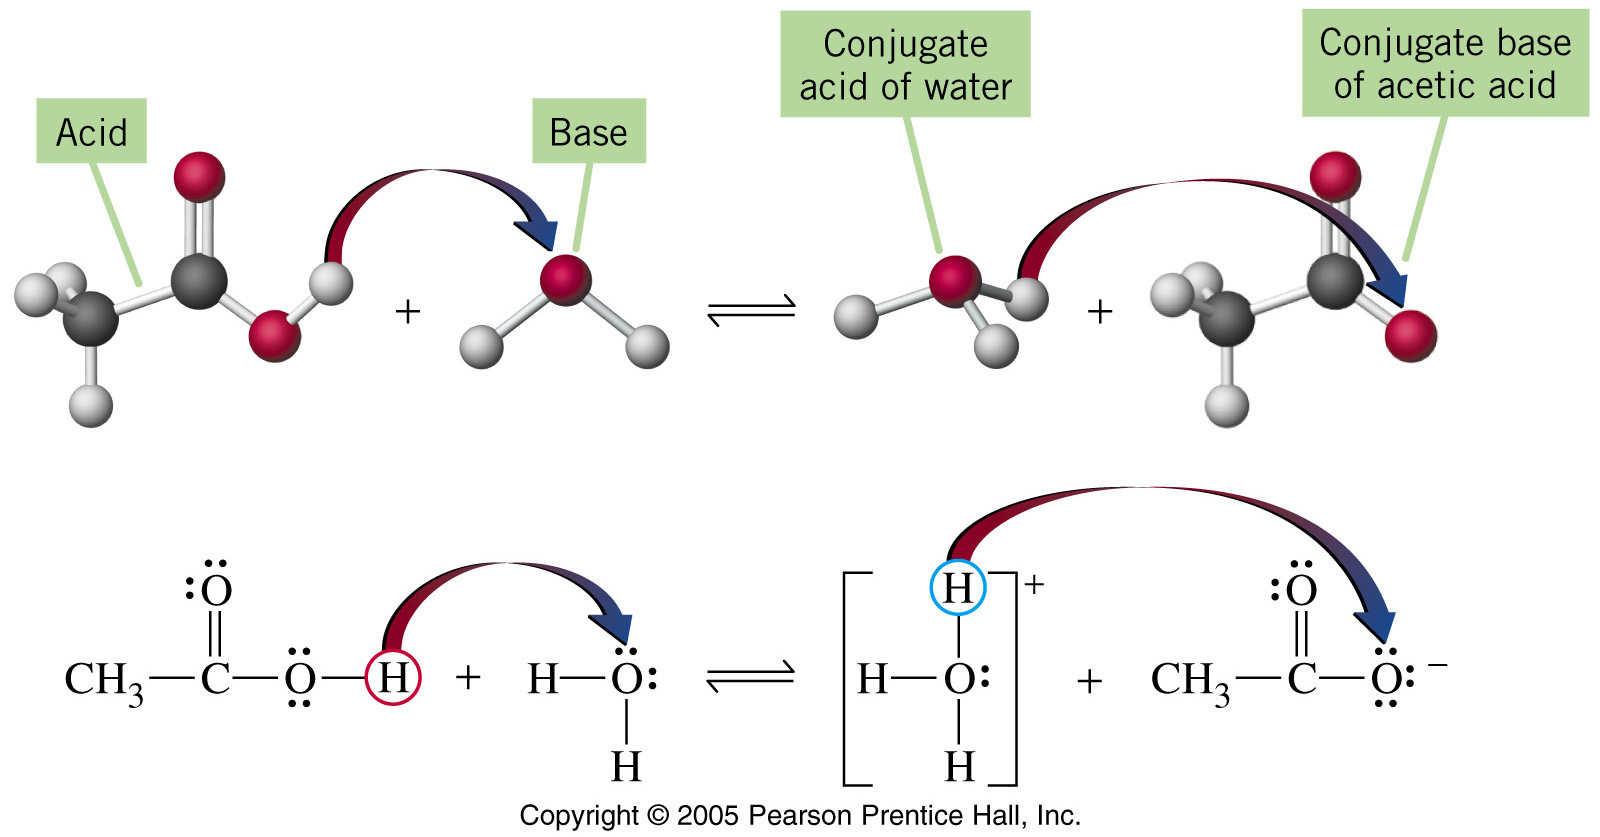 Acid
Base
Conjugate
acid of water
Conjugate base
of acetic acid
+
+
O
H
+
O
CH3—C—O—H + H—O H—O + CH3—C—O −
H
H
Copyright © 2005 Pearson Prentice Hall, Inc.